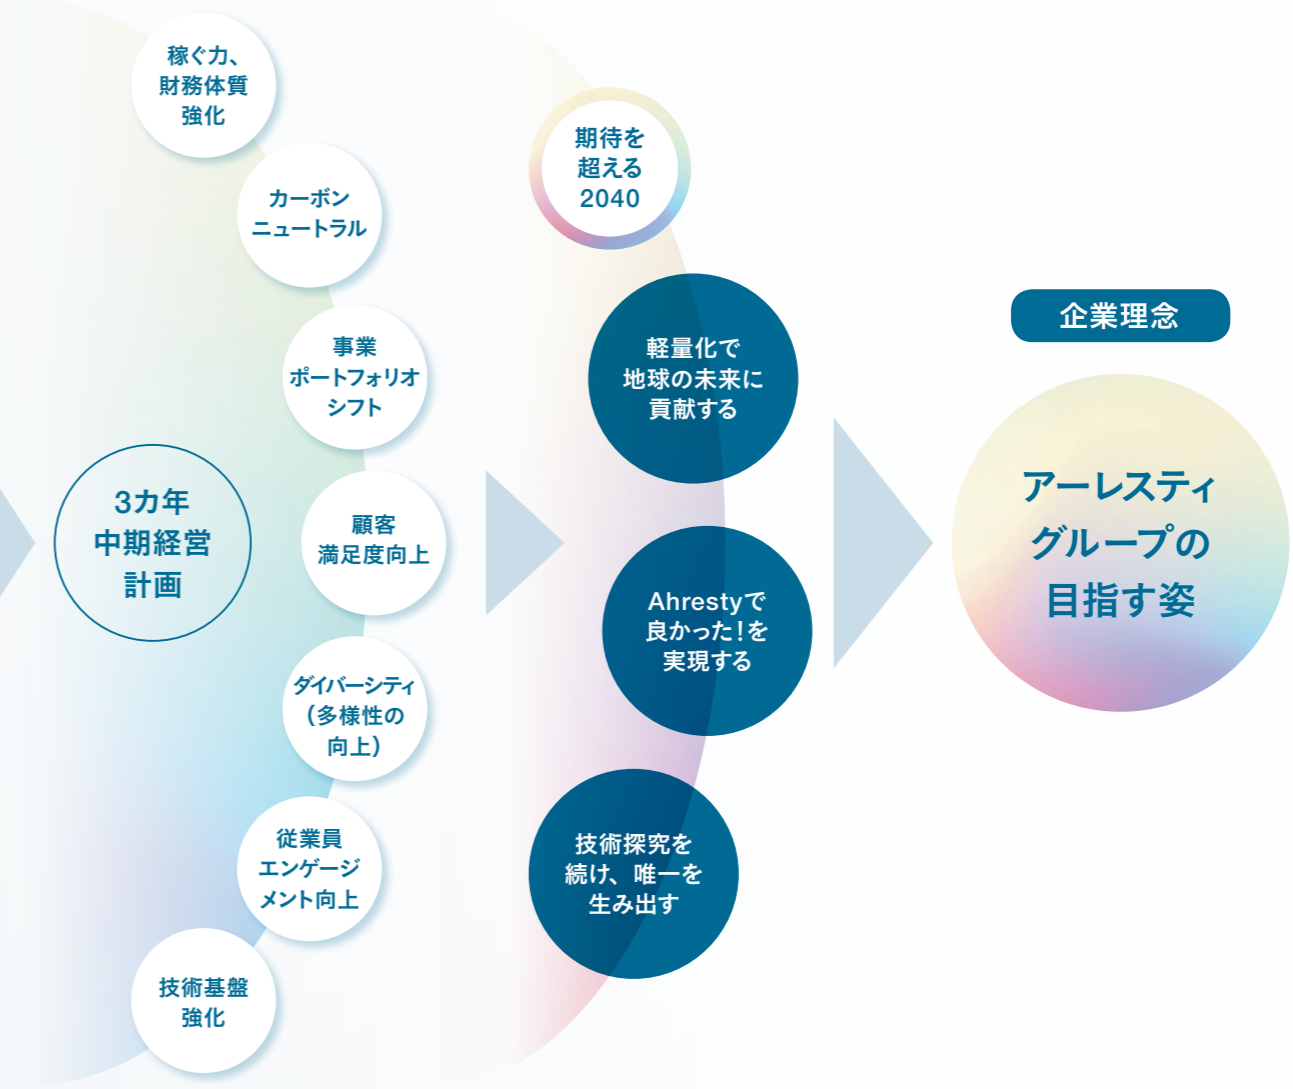 稼ぐ力、
財務体質
強化
カーボン
ニュートラル
事業
ポートフォリオ
シフト
3カ年
中期経営
計画
顧客
満足度向上
ダイバーシティ
（多様性の
向上）
従業員
エンゲージ
メント向上
技術基盤
強化
期待を
超える
2040
軽量化で
地球の未来に
貢献する
Ahrestyで
良かった！を
実現する
技術探究を
続け、唯一を
生み出す
企業理念
アーレスティ
グループの
目指す姿